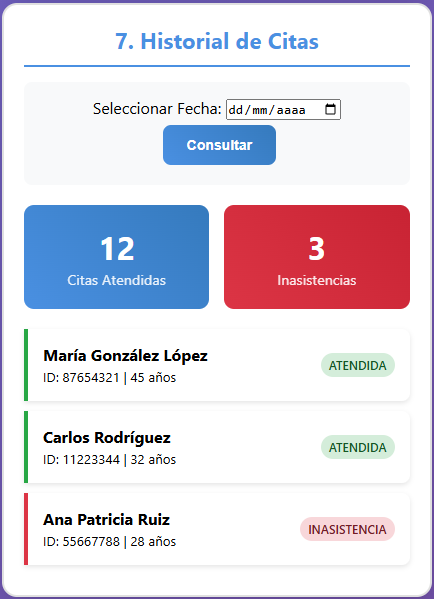 7. Historial de Citas
Seleccionar Fecha: dd/mm/aaaa
Consultar
12
Citas Atendidas
3
Inasistencias
María González López
ID: 87654321 | 45 años
ATENDIDA
Carlos Rodríguez
ID: 11223344 | 32 años
ATENDIDA
Ana Patricia Ruiz
ID: 55667788 | 28 años
INASISTENCIA